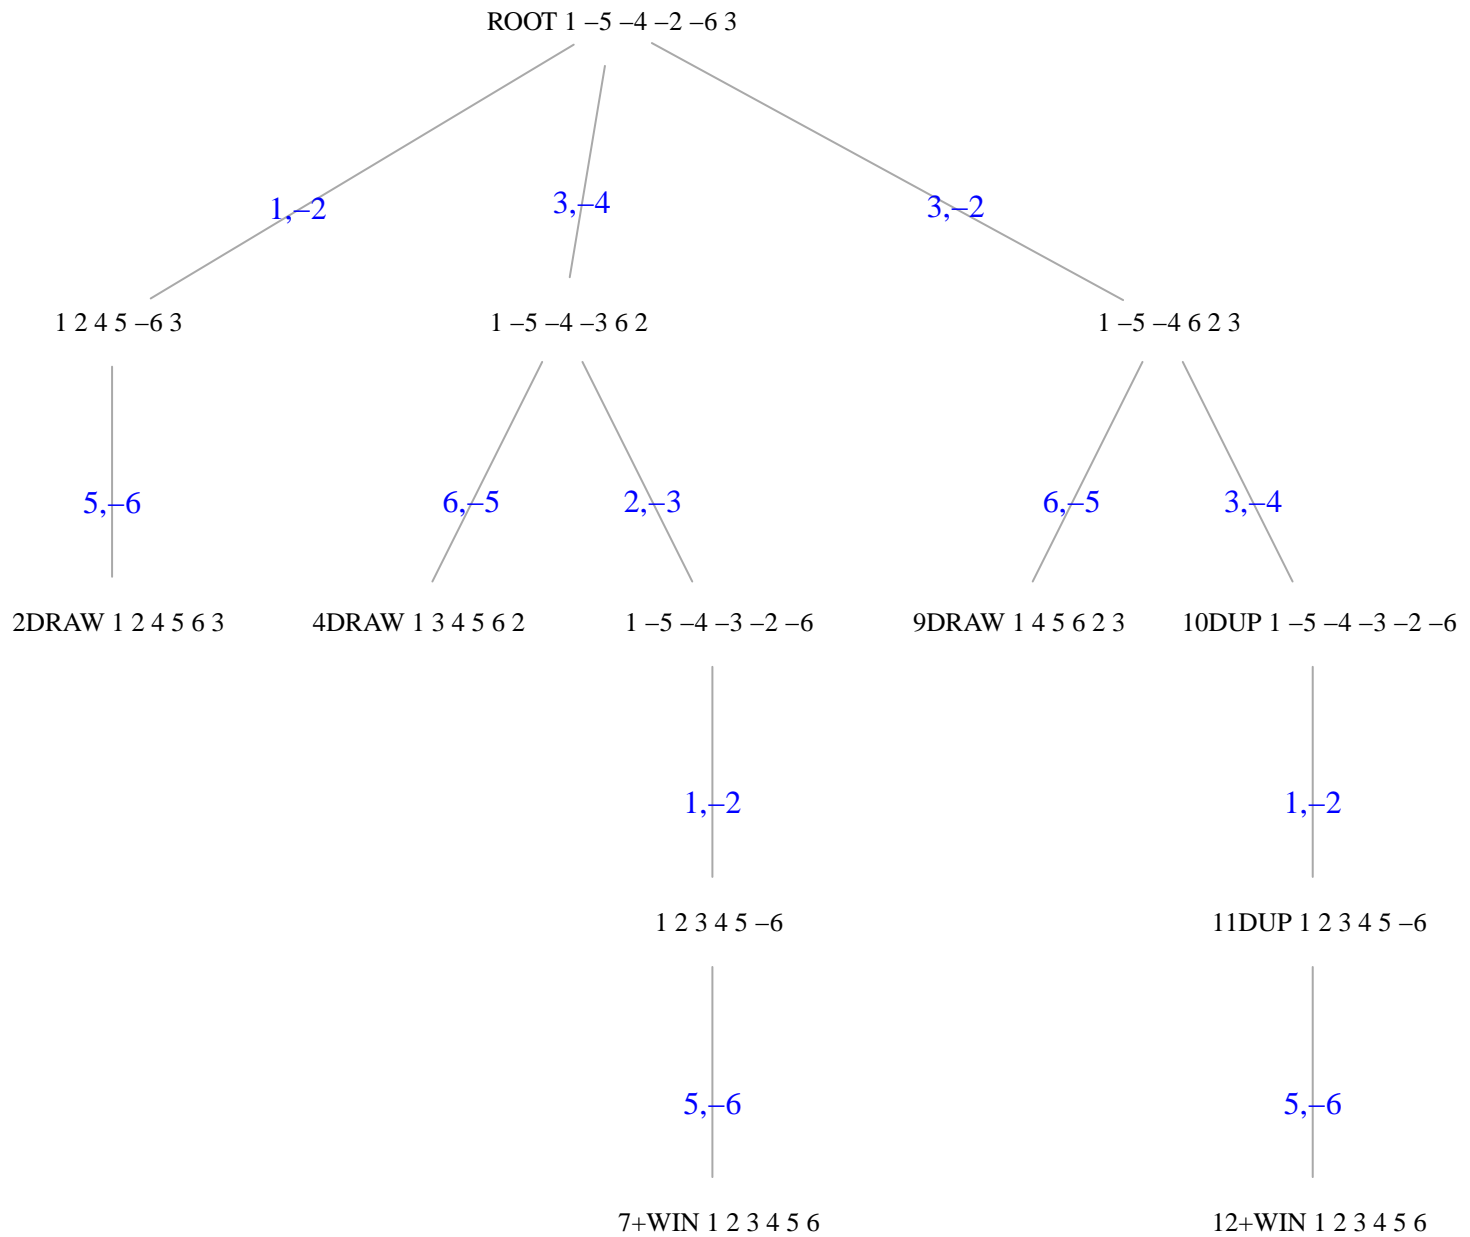 ROOT 1 –5 –4 –2 –6 3
1,–2
3,–4
3,–2
1 2 4 5 –6 3
1 –5 –4 –3 6 2
1 –5 –4 6 2 3
5,–6
6,–5
2,–3
6,–5
3,–4
2DRAW 1 2 4 5 6 3
4DRAW 1 3 4 5 6 2
1 –5 –4 –3 –2 –6
9DRAW 1 4 5 6 2 3
10DUP 1 –5 –4 –3 –2 –6
1,–2
1,–2
1 2 3 4 5 –6
11DUP 1 2 3 4 5 –6
5,–6
5,–6
7+WIN 1 2 3 4 5 6
12+WIN 1 2 3 4 5 6